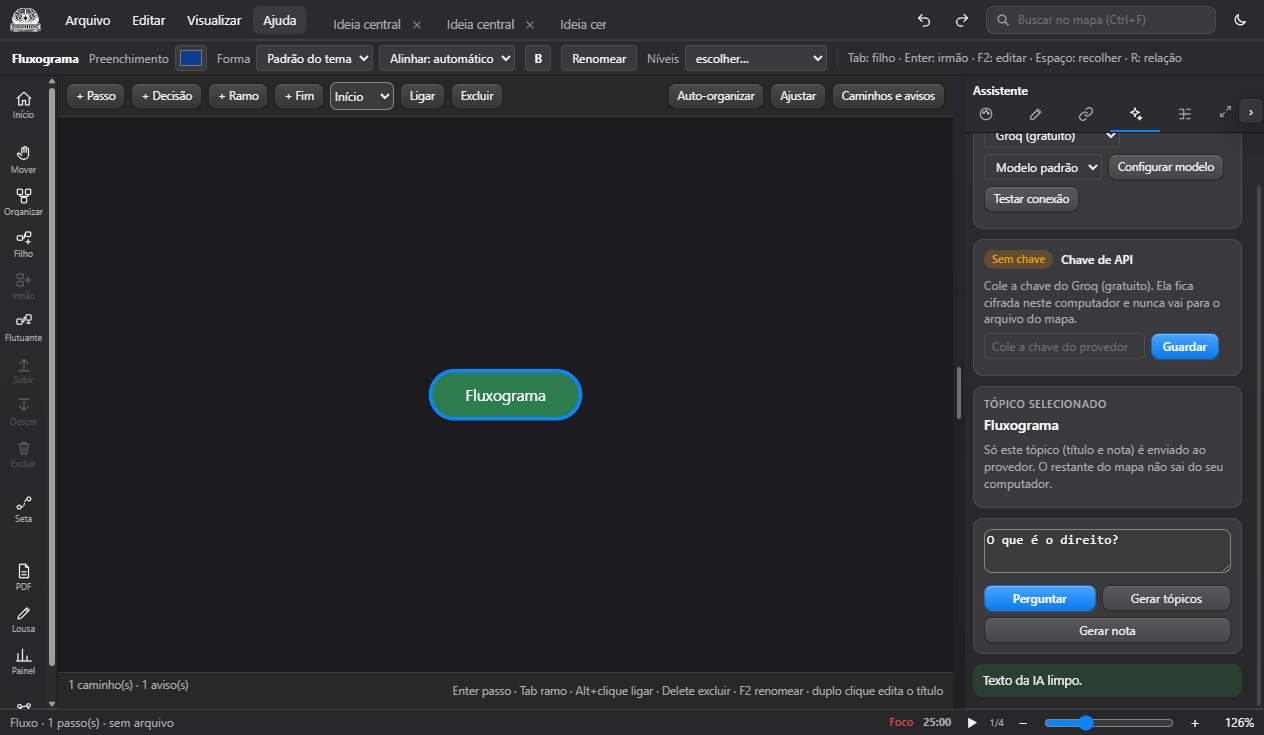 Arquivo Editar Visualizar Ajuda Ideia central × Ideia central × Ideia cer Buscar no mapa (Ctrl+F)
Fluxograma Preenchimento Forma Padrão do tema Alinhar: automático B Renomear Níveis escolher... Tab: filho · Enter: irmão · F2: editar · Espaço: recolher · R: relação
Início
Mover
Organizar
Filho
Irmão
Flutuante
Subir
Descer
Excluir
Seta
PDF
Lousa
Painel
+ Passo + Decisão + Ramo + Fim Início Ligar Excluir Auto-organizar Ajustar Caminhos e avisos
Fluxograma
1 caminho(s) · 1 aviso(s)
Enter passo · Tab ramo · Alt+clique ligar · Delete excluir · F2 renomear · duplo clique edita o título
Assistente
Groq (gratuito)
Modelo padrão Configurar modelo
Testar conexão
Sem chave Chave de API
Cole a chave do Groq (gratuito). Ela fica
cifrada neste computador e nunca vai para o
arquivo do mapa.
Cole a chave do provedor Guardar
TÓPICO SELECIONADO
Fluxograma
Só este tópico (título e nota) é enviado ao
provedor. O restante do mapa não sai do seu
computador.
O que é o direito?
Perguntar Gerar tópicos
Gerar nota
Texto da IA limpo.
Fluxo · 1 passo(s) · sem arquivo Foco 25:00 1/4 − + 126%